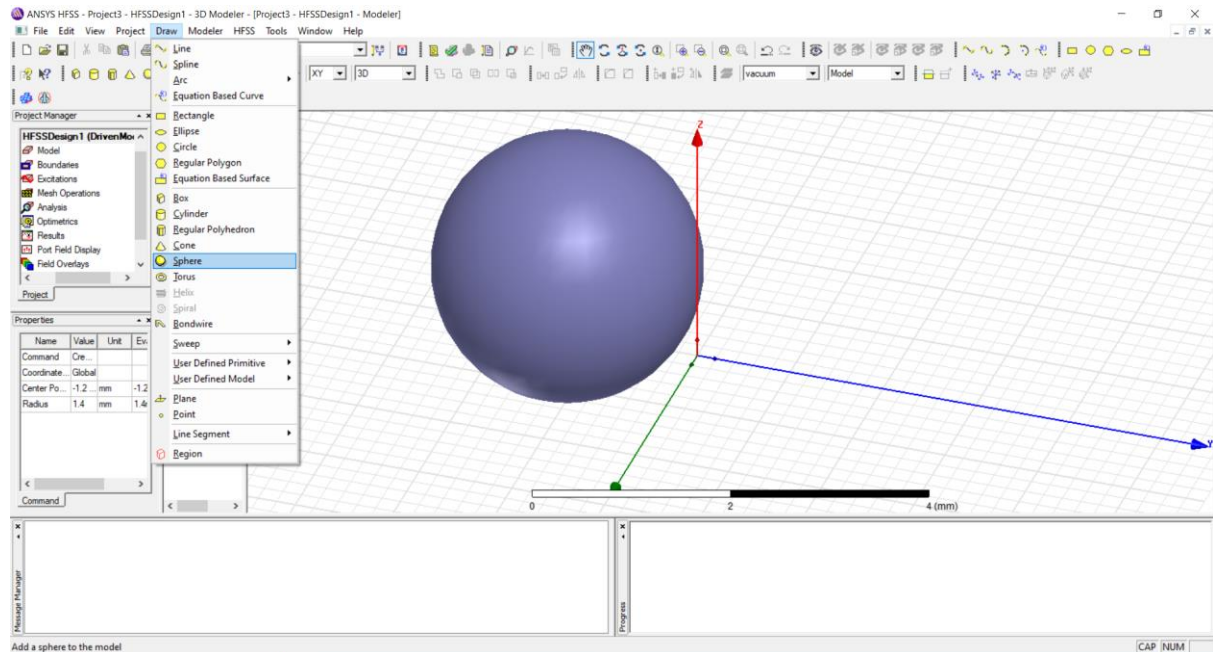 ANSYS HFSS - Project3 - HFSSDesign1 - 3D Modeler - [Project3 - HFSSDesign1 - Modeler]
File Edit View Project Draw Modeler HFSS Tools Window Help
XY 3D vacuum Model
Project Manager
HFSSDesign1 (DrivenMo
Model
Boundaries
Excitations
Mesh Operations
Analysis
Optimetrics
Results
Port Field Display
Field Overlays
Project
Line
Spline
Arc
Equation Based Curve
Rectangle
Ellipse
Circle
Regular Polygon
Equation Based Surface
Box
Cylinder
Regular Polyhedron
Cone
Sphere
Torus
Helix
Spiral
Bondwire
Sweep
User Defined Primitive
User Defined Model
Plane
Point
Line Segment
Region
Properties
Name Value Unit Ev
Command Cre...
Coordinate... Global
Center Po... -1.2 ... mm -1.2
Radius 1.4 mm 1.4
Command
Z
Y
0 2 4 (mm)
Message Manager
Progress
Add a sphere to the model
CAP NUM